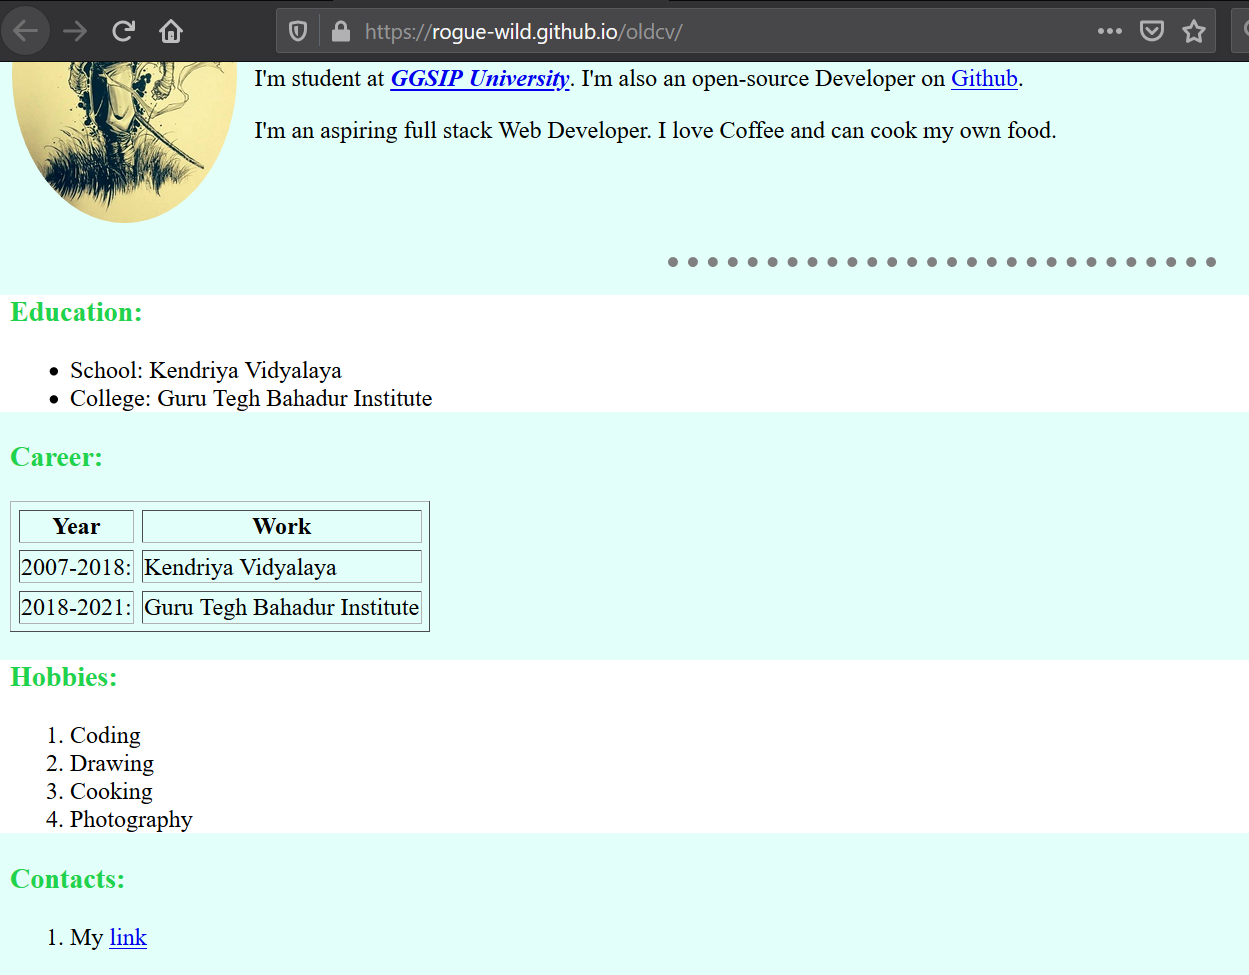 https://rogue-wild.github.io/oldcv/
I'm student at GGSIP University. I'm also an open-source Developer on Github.
I'm an aspiring full stack Web Developer. I love Coffee and can cook my own food.
Education:
• School: Kendriya Vidyalaya
• College: Guru Tegh Bahadur Institute
Career:
Year Work
2007-2018: Kendriya Vidyalaya
2018-2021: Guru Tegh Bahadur Institute
Hobbies:
1. Coding
2. Drawing
3. Cooking
4. Photography
Contacts:
1. My link